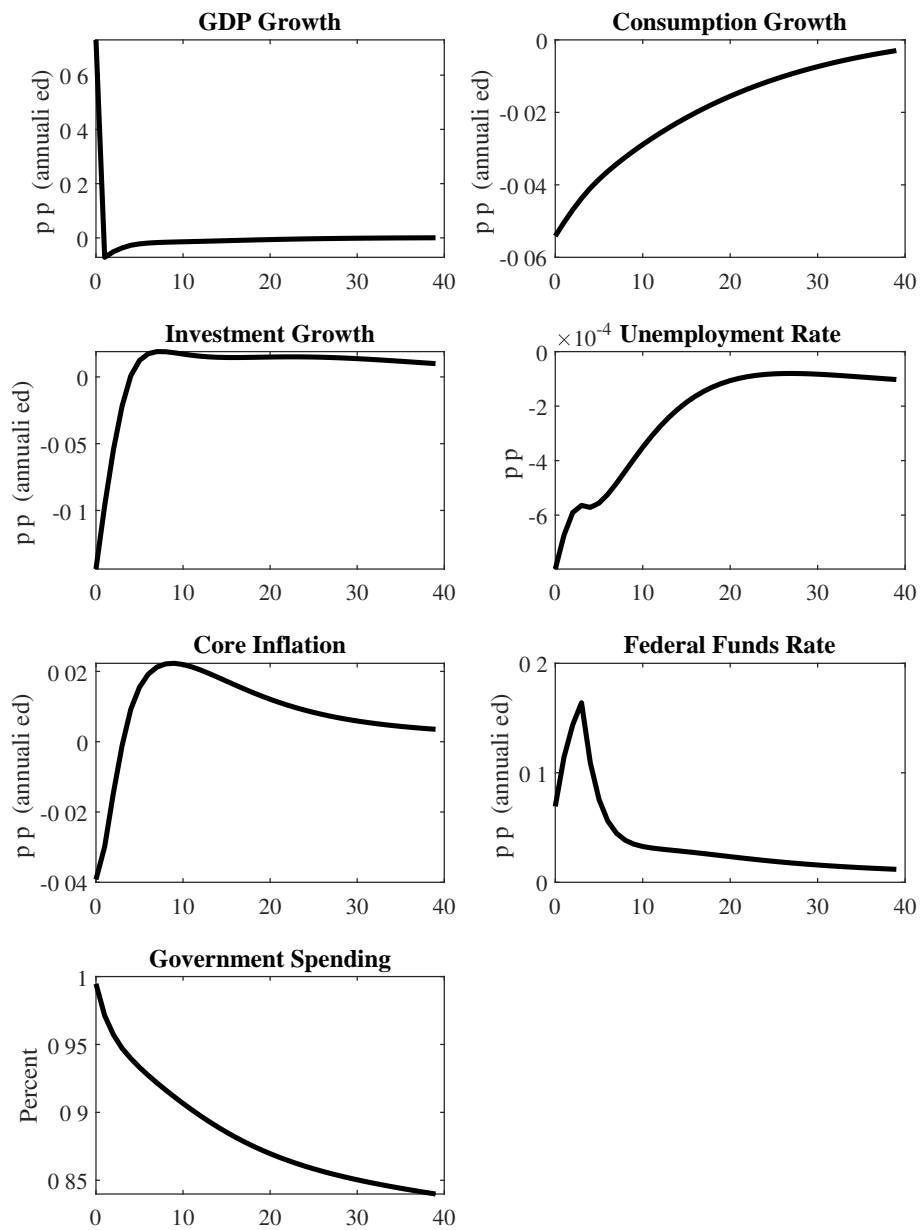 GDP Growth
p p (annuali ed)
0 6
0 4
0 2
0
0 10 20 30 40
Consumption Growth
p p (annuali ed)
0
-0 02
-0 04
-0 06
0 10 20 30 40
Investment Growth
p p (annuali ed)
0
-0 05
-0 1
0 10 20 30 40
×10-4 Unemployment Rate
p p
0
-2
-4
-6
0 10 20 30 40
Core Inflation
p p (annuali ed)
0 02
0
-0 02
-0 04
0 10 20 30 40
Federal Funds Rate
p p (annuali ed)
0 2
0 1
0
0 10 20 30 40
Government Spending
Percent
1
0 95
0 9
0 85
0 10 20 30 40